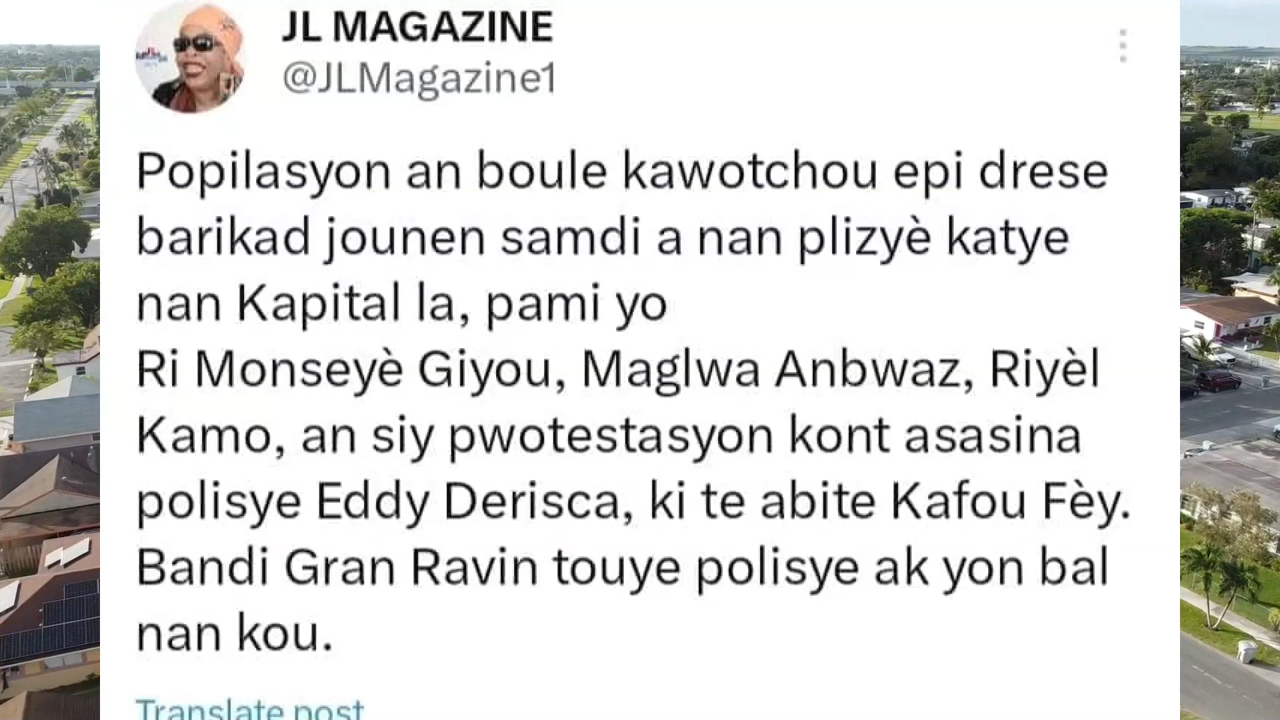 JL MAGAZINE
@JLMagazine1
Popilasyon an boule kawotchou epi drese
barikad jounen samdi a nan plizyè katye
nan Kapital la, pami yo
Ri Monseyè Giyou, Maglwa Anbwaz, Riyèl
Kamo, an siy pwotestasyon kont asasina
polisye Eddy Derisca, ki te abite Kafou Fèy.
Bandi Gran Ravin touye polisye ak yon bal
nan kou.
Translate post